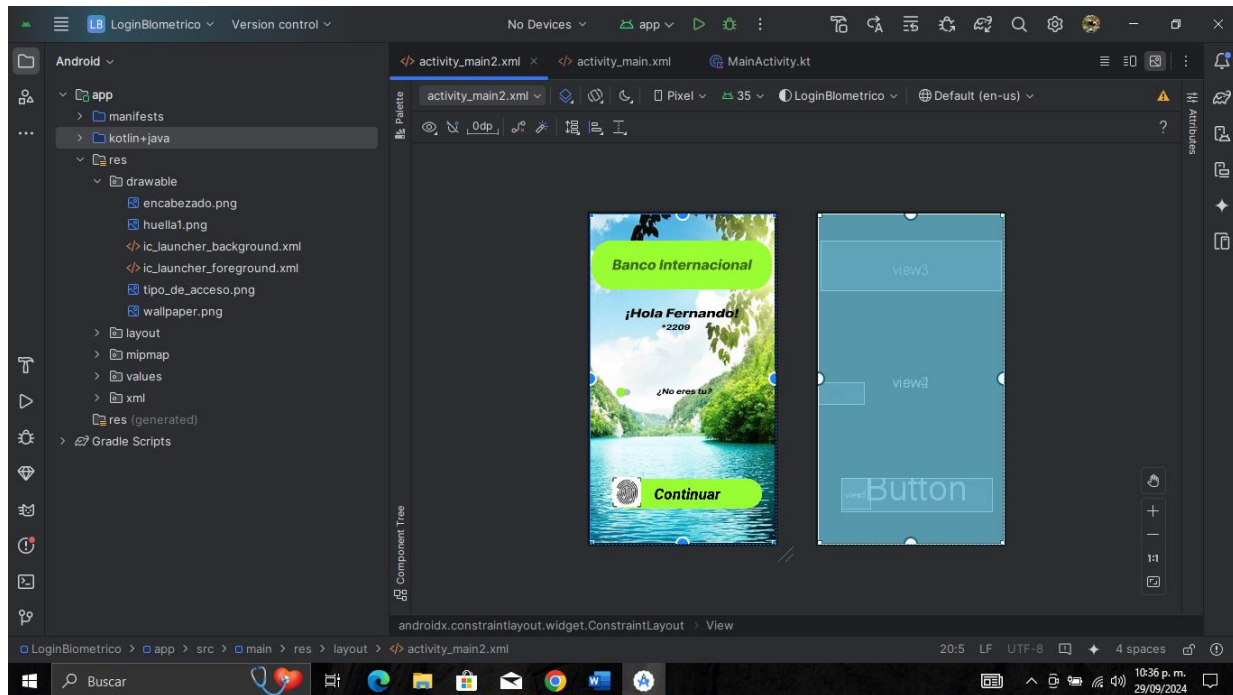 LB LoginBIometrico Version control No Devices app
Android
activity_main2.xml activity_main.xml MainActivity.kt
app
manifests
kotlin+java
res
drawable
encabezado.png
huella1.png
ic_launcher_background.xml
ic_launcher_foreground.xml
tipo_de_acceso.png
wallpaper.png
layout
mipmap
values
xml
res (generated)
Gradle Scripts
Palette
activity_main2.xml Pixel 35 LoginBIometrico Default (en-us)
0dp ?
Attributes
Banco Internacional
¡Hola Fernando!
*2209
¿No eres tu?
Continuar
view3
Button
1:1
Component Tree
androidx.constraintlayout.widget.ConstraintLayout > View
LoginBiometrico > app > src > main > res > layout > activity_main2.xml 20:5 LF UTF-8 4 spaces
Buscar
10:36 p. m.
29/09/2024